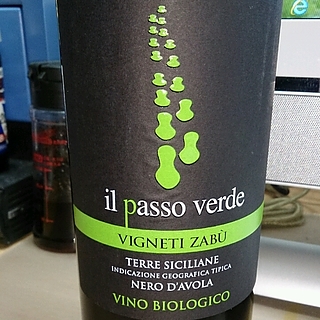 il passo verde
VIGNETI ZABÙ
TERRE SICILIANE
INDICAZIONE GEOGRAFICA TIPICA
NERO D'AVOLA
VINO BIOLOGICO